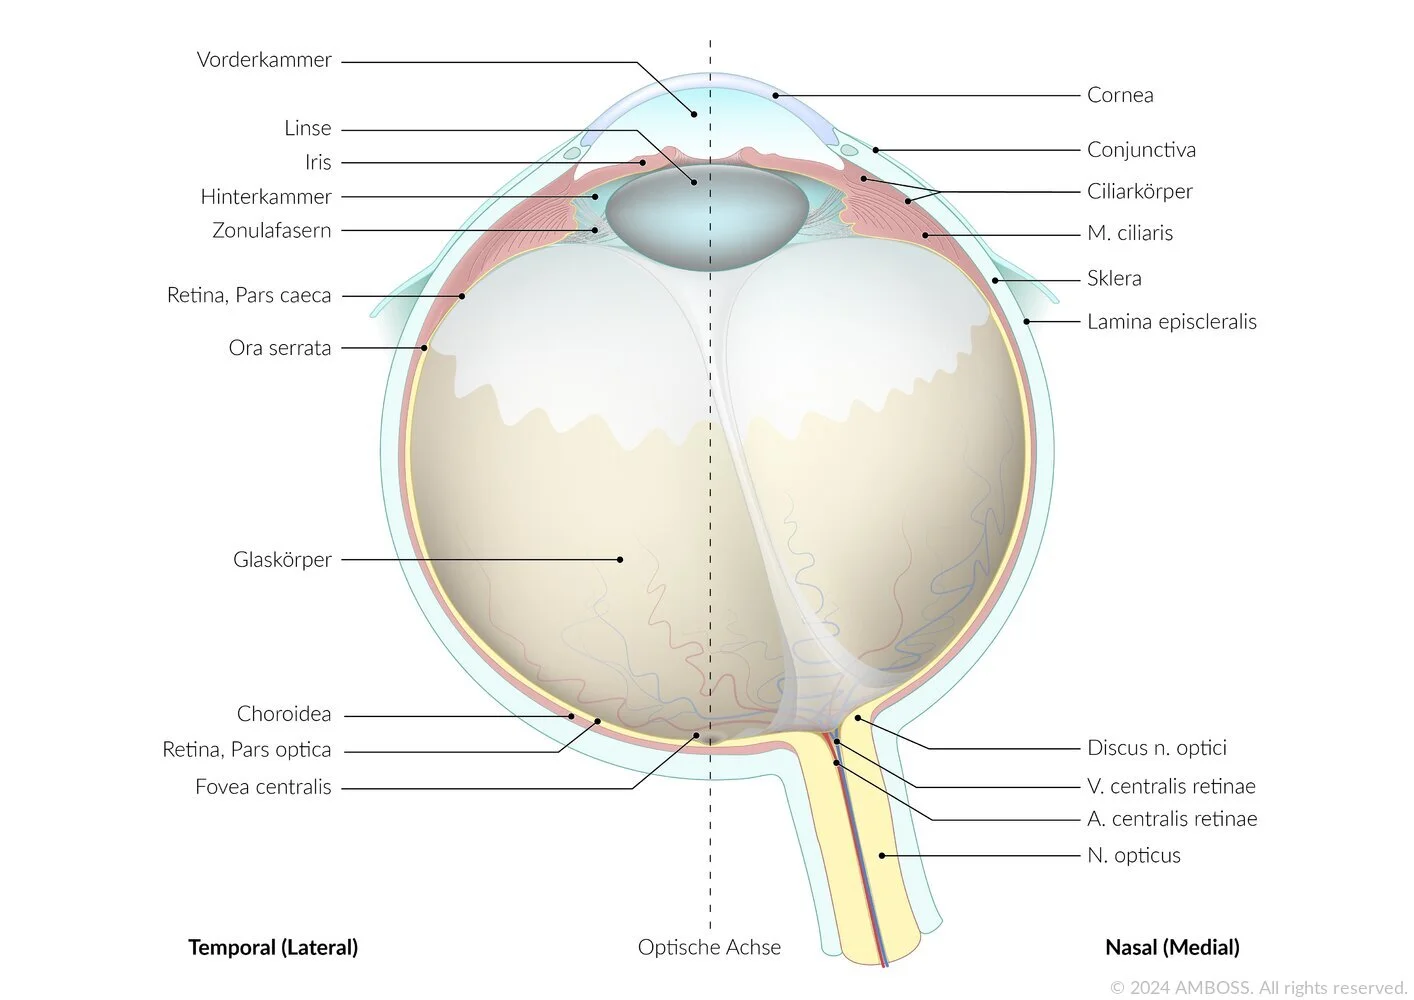 Vorderkammer
Linse
Iris
Hinterkammer
Zonulafasern
Retina, Pars caeca
Ora serrata
Glaskörper
Choroidea
Retina, Pars optica
Fovea centralis
Cornea
Conjunctiva
Ciliarkörper
M. ciliaris
Sklera
Lamina episcleralis
Discus n. optici
V. centralis retinae
A. centralis retinae
N. opticus
Temporal (Lateral)
Optische Achse
Nasal (Medial)
© 2024 AMBOSS. All rights reserved.